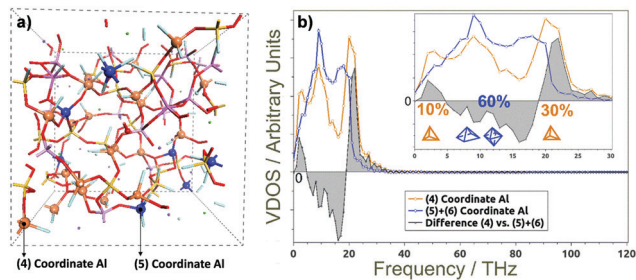 a)
(4) Coordinate Al
(5) Coordinate Al
b)
VDOS / Arbitrary Units
0
0
10%
60%
30%
0
5
10
15
20
25
30
(4) Coordinate Al
(5)+(6) Coordinate Al
Difference (4) vs. (5)+(6)
0
20
40
60
80
100
120
Frequency / THz